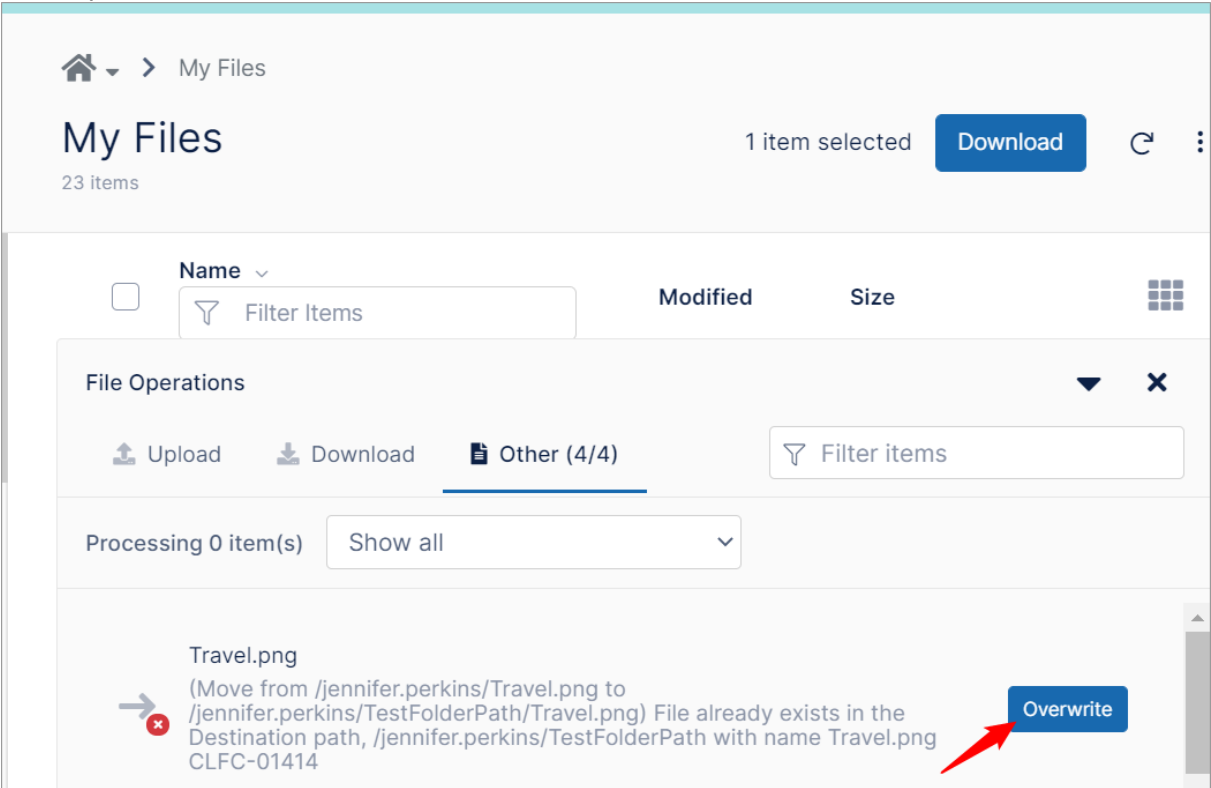 My Files
My Files
1 item selected
Download
23 items
Name
Filter Items
Modified
Size
File Operations
Upload
Download
Other (4/4)
Filter items
Processing 0 item(s)
Show all
Travel.png
(Move from /jennifer.perkins/Travel.png to
/jennifer.perkins/TestFolderPath/Travel.png) File already exists in the
Destination path, /jennifer.perkins/TestFolderPath with name Travel.png
CLFC-01414
Overwrite